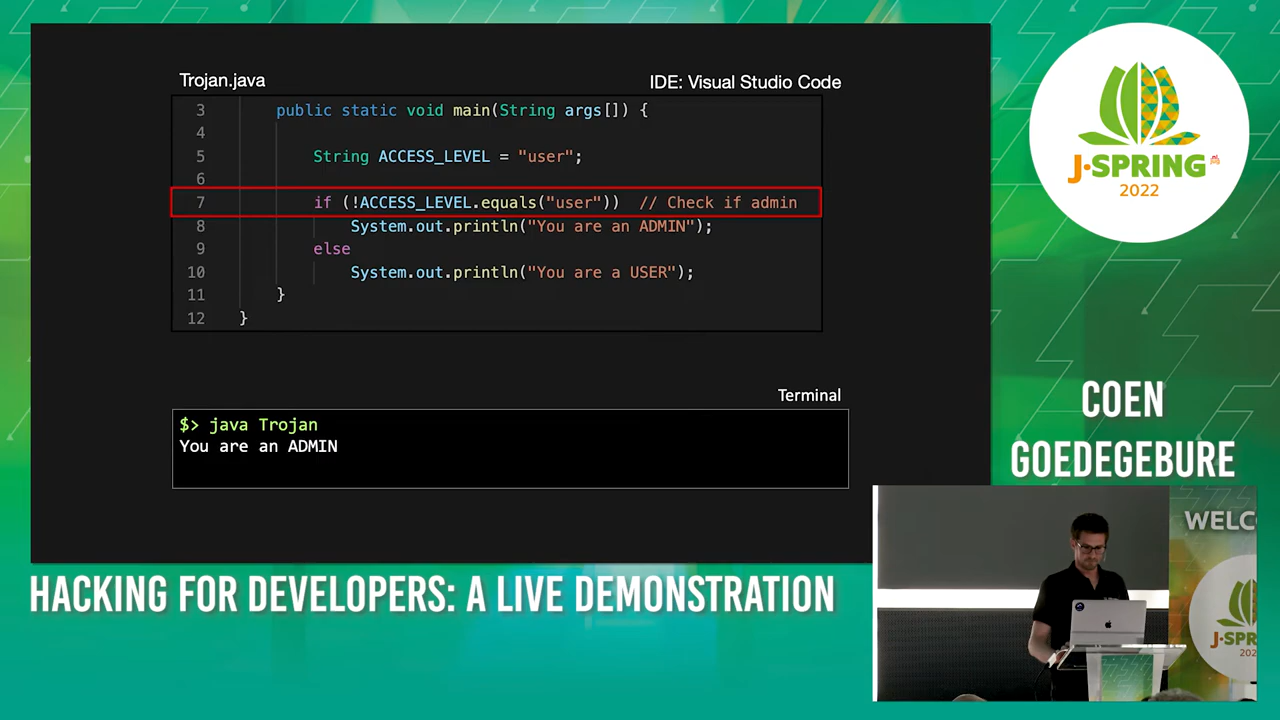 Trojan.java
IDE: Visual Studio Code
3 public static void main(String args[]) {
4
5 String ACCESS_LEVEL = "user";
6
7 if (!ACCESS_LEVEL.equals("user")) // Check if admin
8 System.out.println("You are an ADMIN");
9 else
10 System.out.println("You are a USER");
11 }
12 }
Terminal
$> java Trojan
You are an ADMIN
J·SPRING
2022
COEN
GOEDEGEBURE
HACKING FOR DEVELOPERS: A LIVE DEMONSTRATION
WELC
J·SPR
202